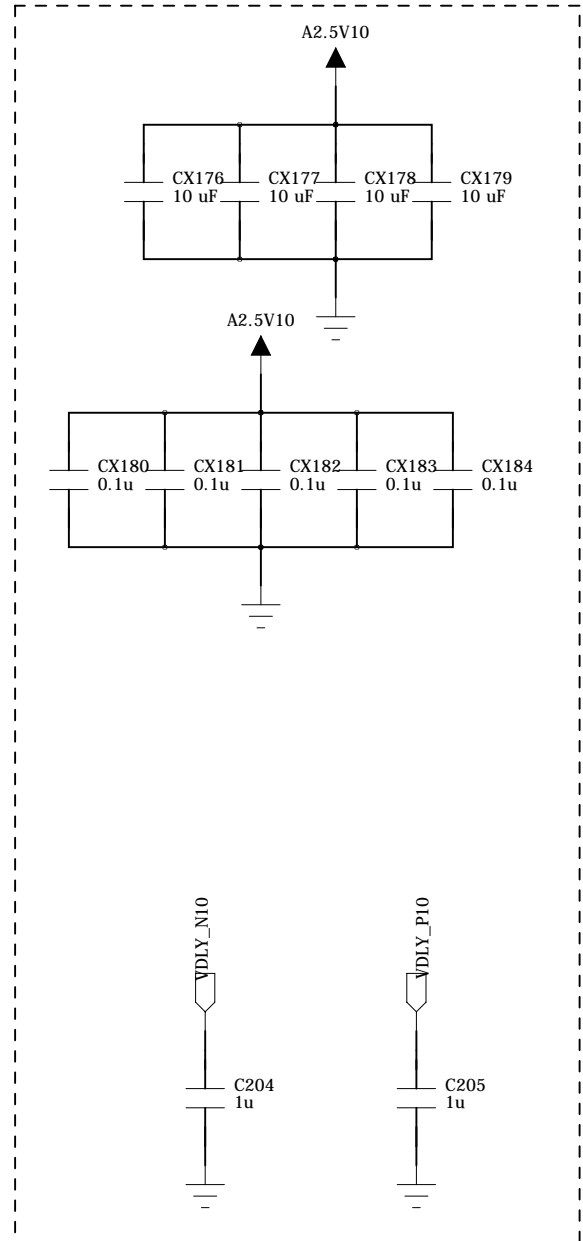 A2.5V10
CX176 CX177 CX178 CX179
10 uF 10 uF 10 uF 10 uF
A2.5V10
CX180 CX181 CX182 CX183 CX184
0.1u 0.1u 0.1u 0.1u 0.1u
VDLY_N10
VDLY_P10
C204 C205
1u 1u